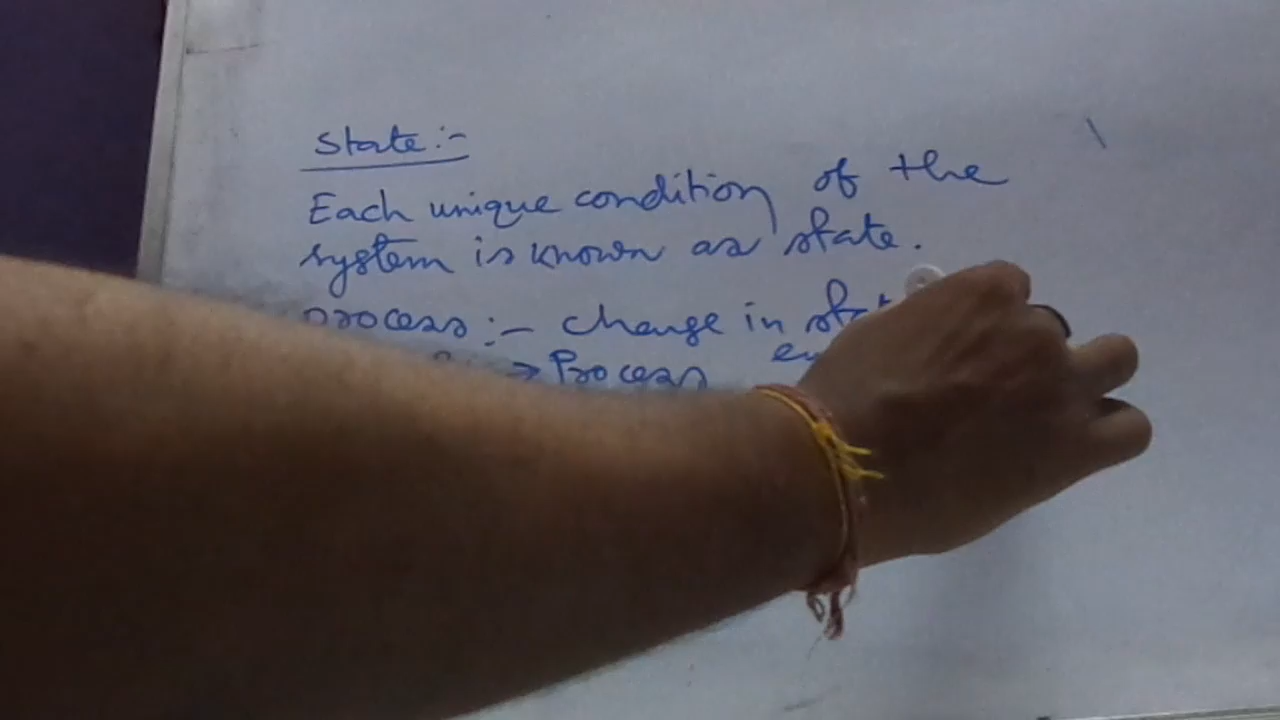 State:-
Each unique condition of the
system is known as state.
process:- change in
→ Process